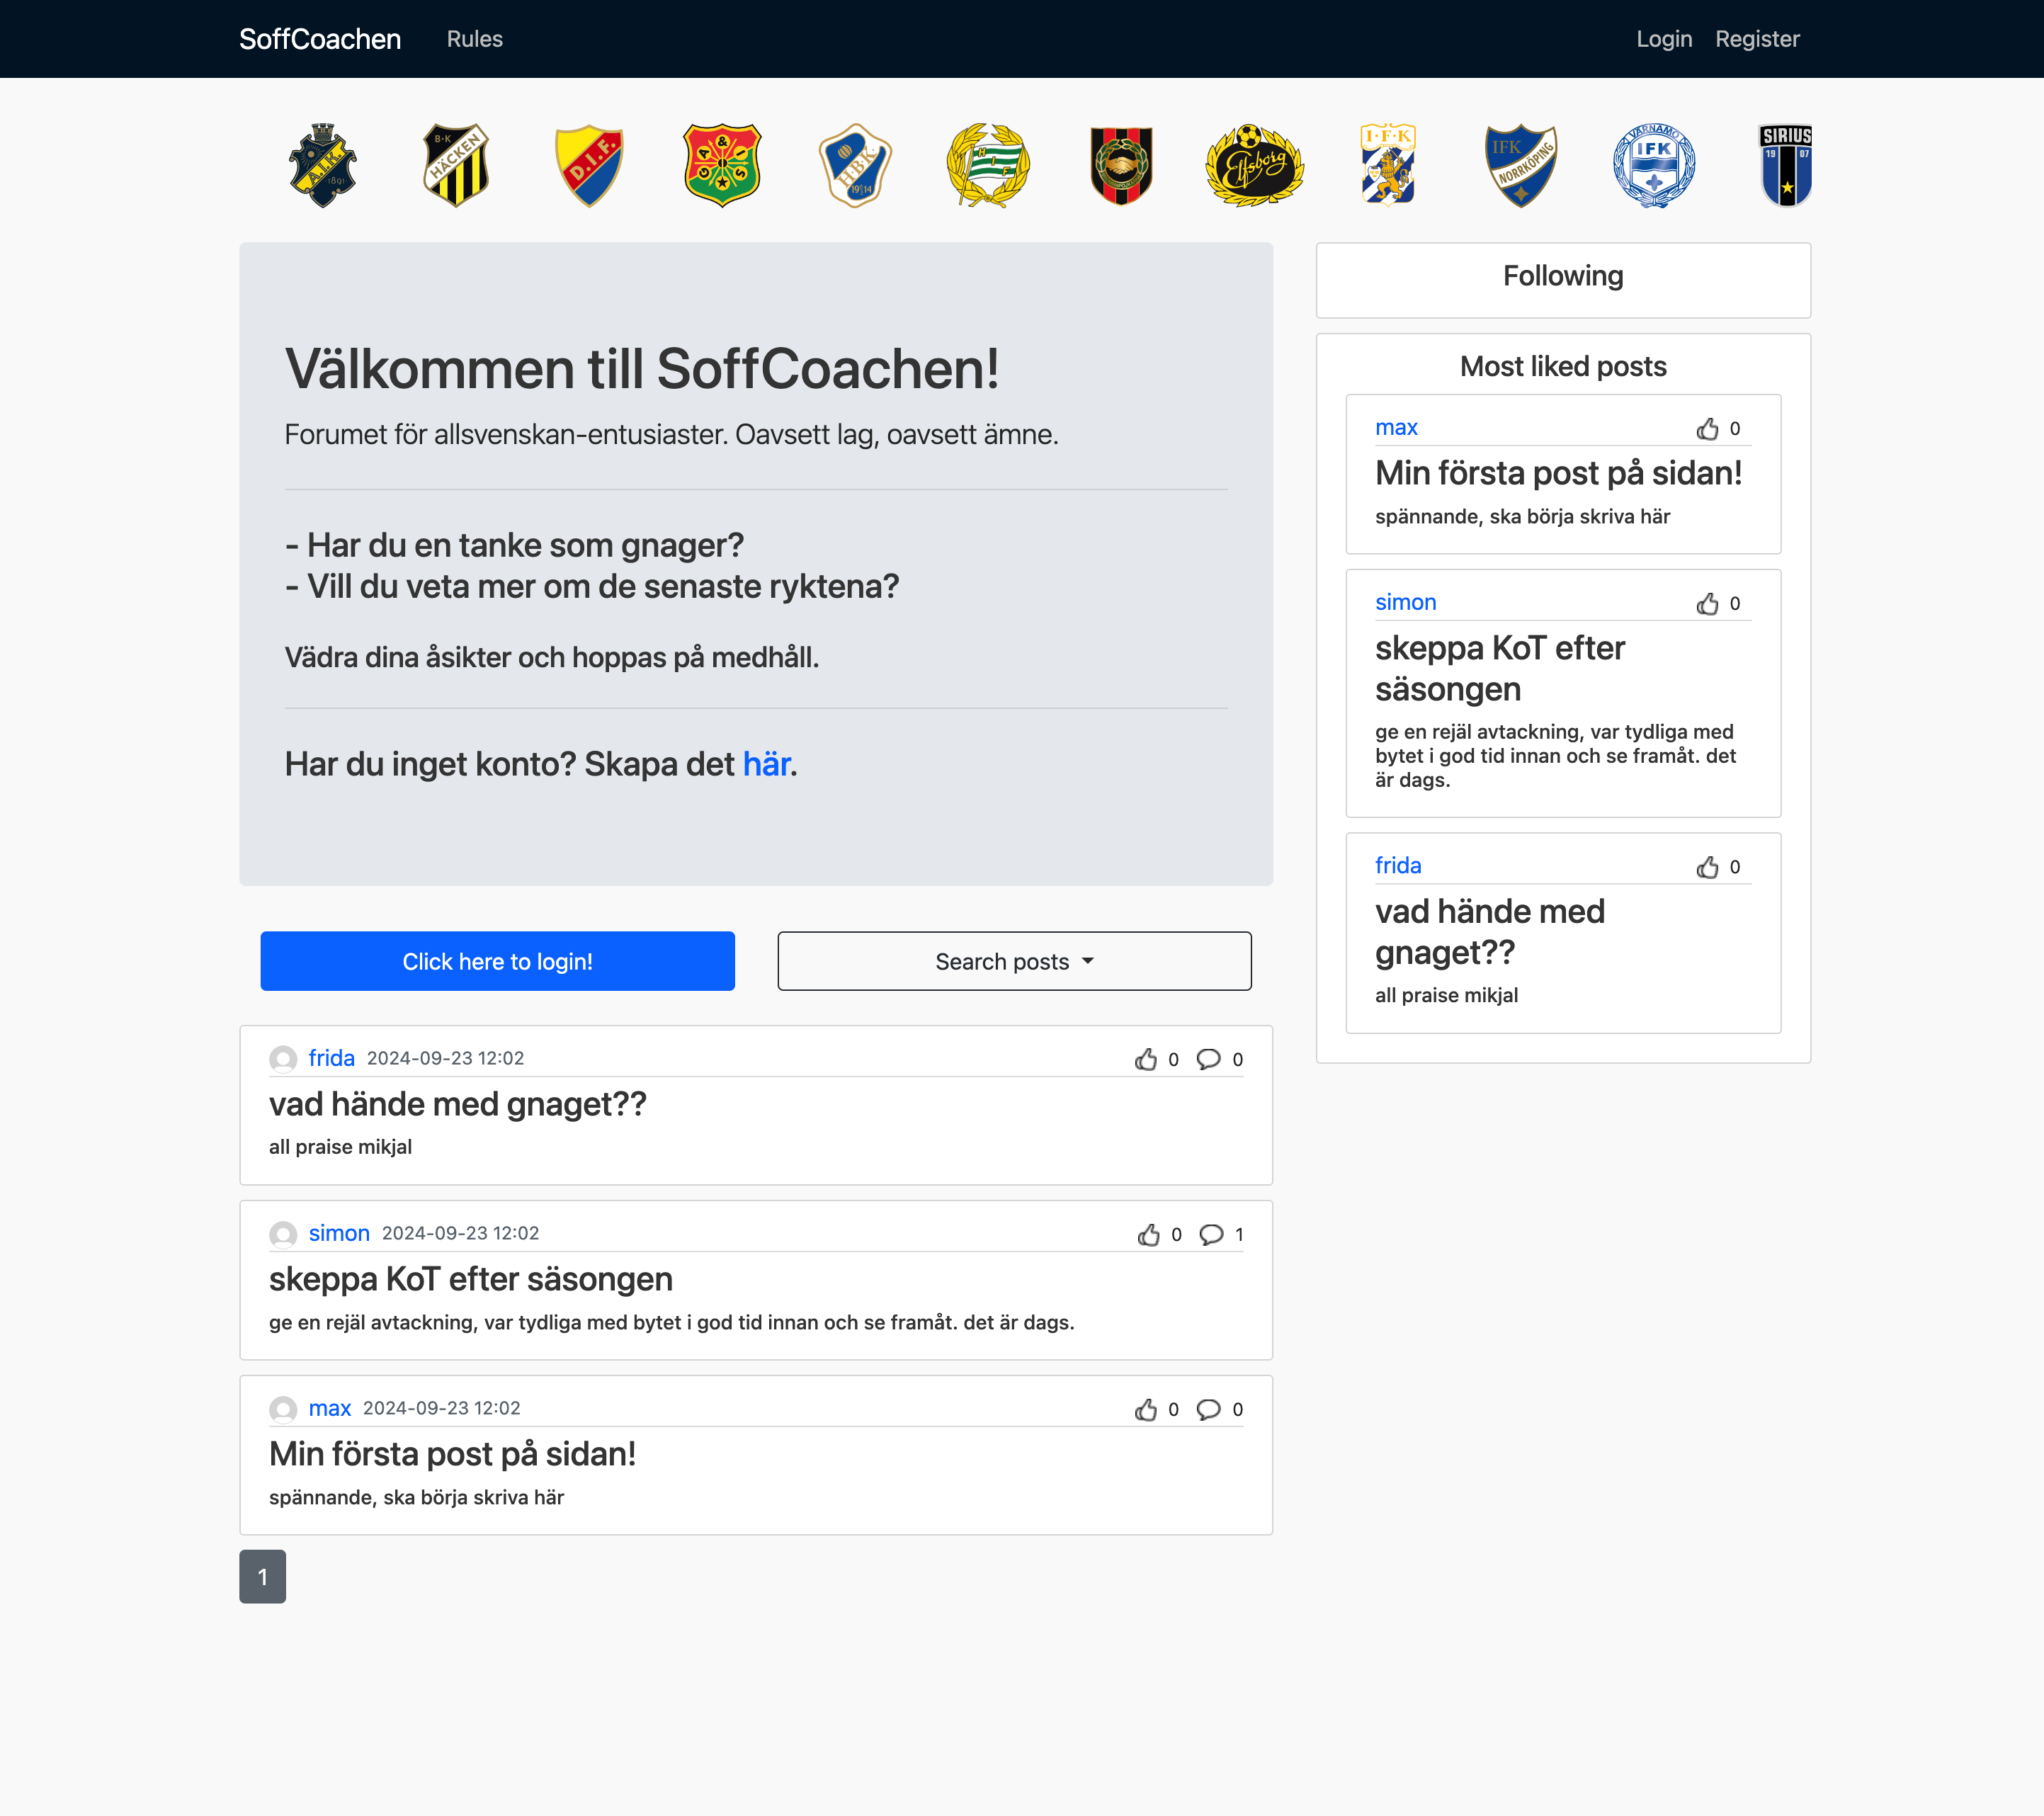 SoffCoachen Rules Login Register
A.I.K. 1891
B·K HÄCKEN
D.I.F.
GA&IS
H.B.K. 1914
HIF
Elfsborg
I·F·K
IFK NORRKÖPING
VÄRNAMO IFK
SIRIUS 19 07
Välkommen till SoffCoachen!
Forumet för allsvenskan-entusiaster. Oavsett lag, oavsett ämne.
- Har du en tanke som gnager?
- Vill du veta mer om de senaste ryktena?
Vädra dina åsikter och hoppas på medhåll.
Har du inget konto? Skapa det här.
Click here to login! Search posts
frida 2024-09-23 12:02 0 0
vad hände med gnaget??
all praise mikjal
simon 2024-09-23 12:02 0 1
skeppa KoT efter säsongen
ge en rejäl avtackning, var tydliga med bytet i god tid innan och se framåt. det är dags.
max 2024-09-23 12:02 0 0
Min första post på sidan!
spännande, ska börja skriva här
1
Following
Most liked posts
max 0
Min första post på sidan!
spännande, ska börja skriva här
simon 0
skeppa KoT efter
säsongen
ge en rejäl avtackning, var tydliga med
bytet i god tid innan och se framåt. det
är dags.
frida 0
vad hände med
gnaget??
all praise mikjal